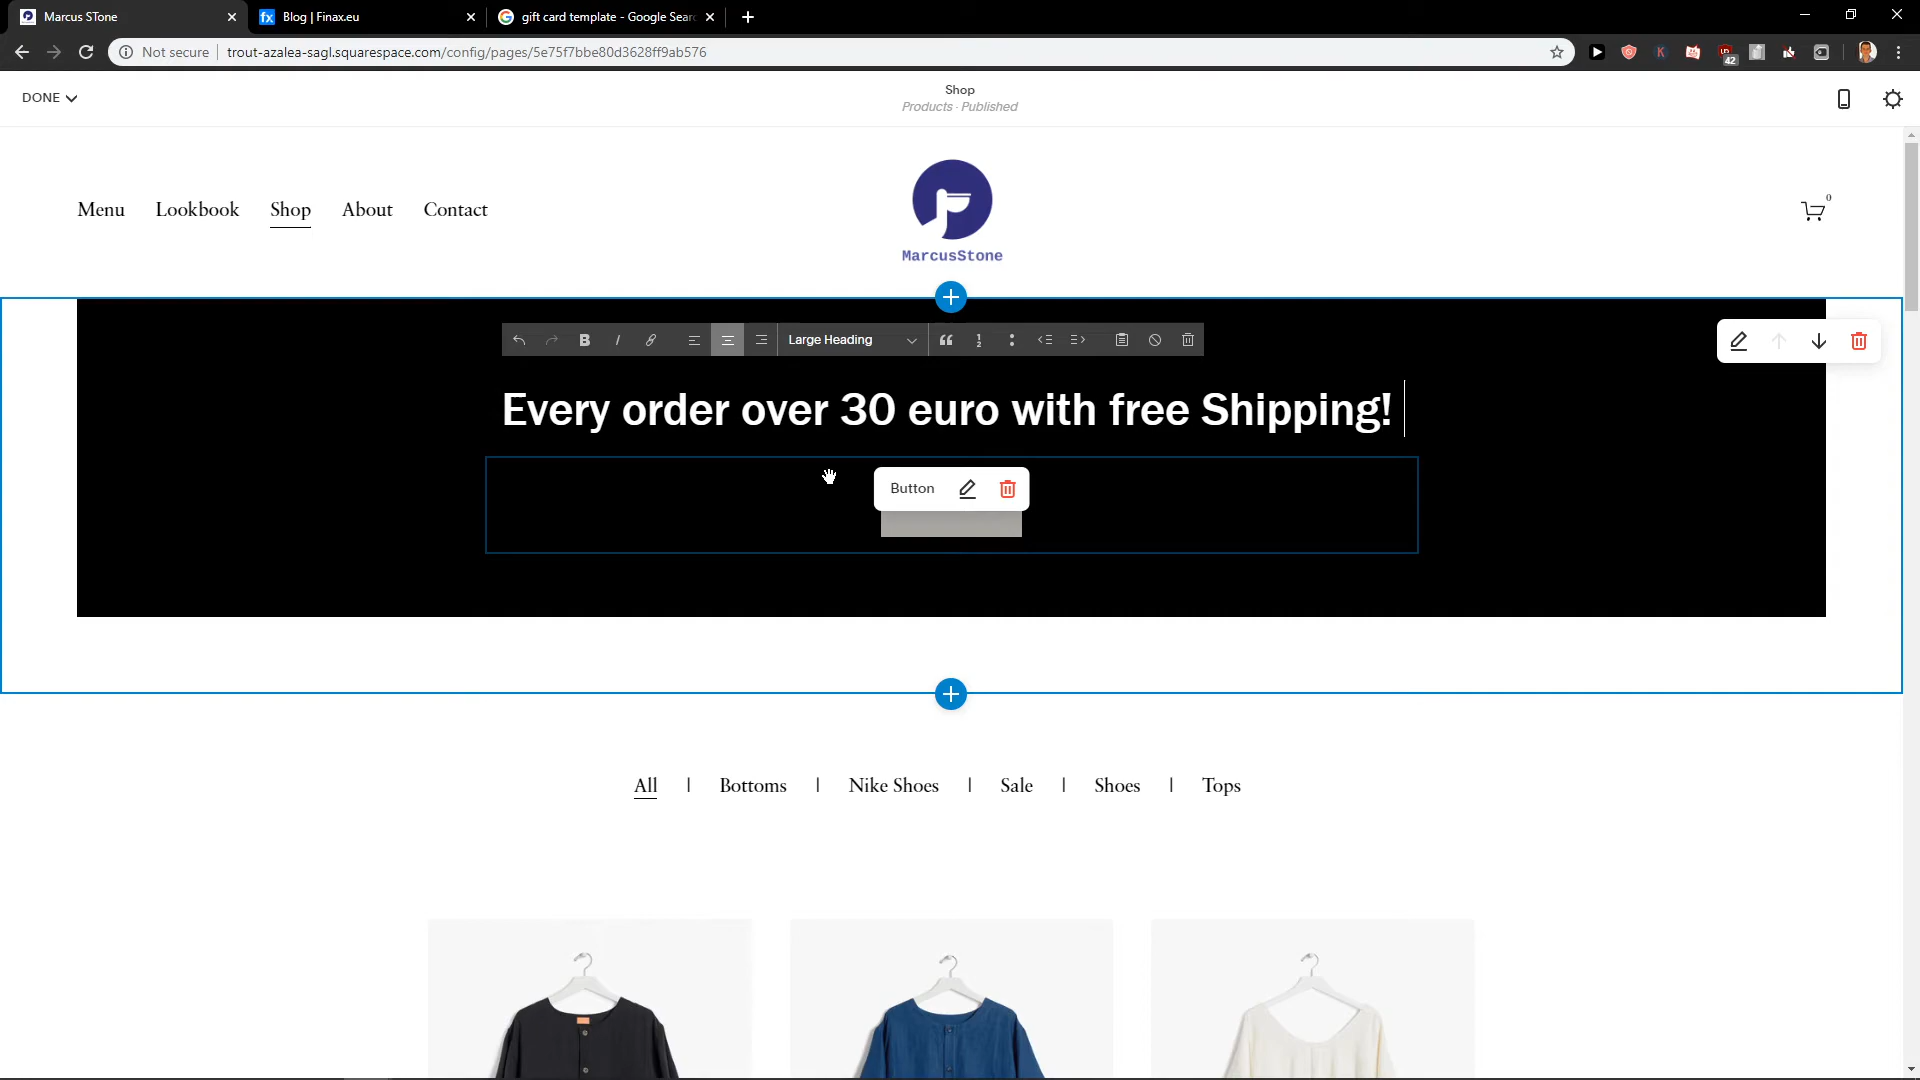 Marcus STone
Blog | Finax.eu
gift card template - Google Sear
Not secure
trout-azalea-sagl.squarespace.com/config/pages/5e75f7bbe80d3628ff9ab576
42
DONE
Shop
Products · Published
Menu
Lookbook
Shop
About
Contact
MarcusStone
0
Large Heading
Every order over 30 euro with free Shipping!
Button
All | Bottoms | Nike Shoes | Sale | Shoes | Tops